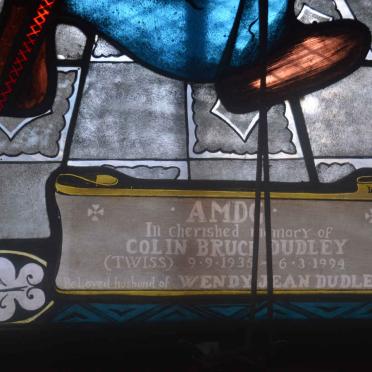 AMDG
In cherished memory of
COLIN BRUCE DUDLEY
(TWISS) 9·9·1935 6·3·1994
Beloved husband of WENDY JEAN DUDLE